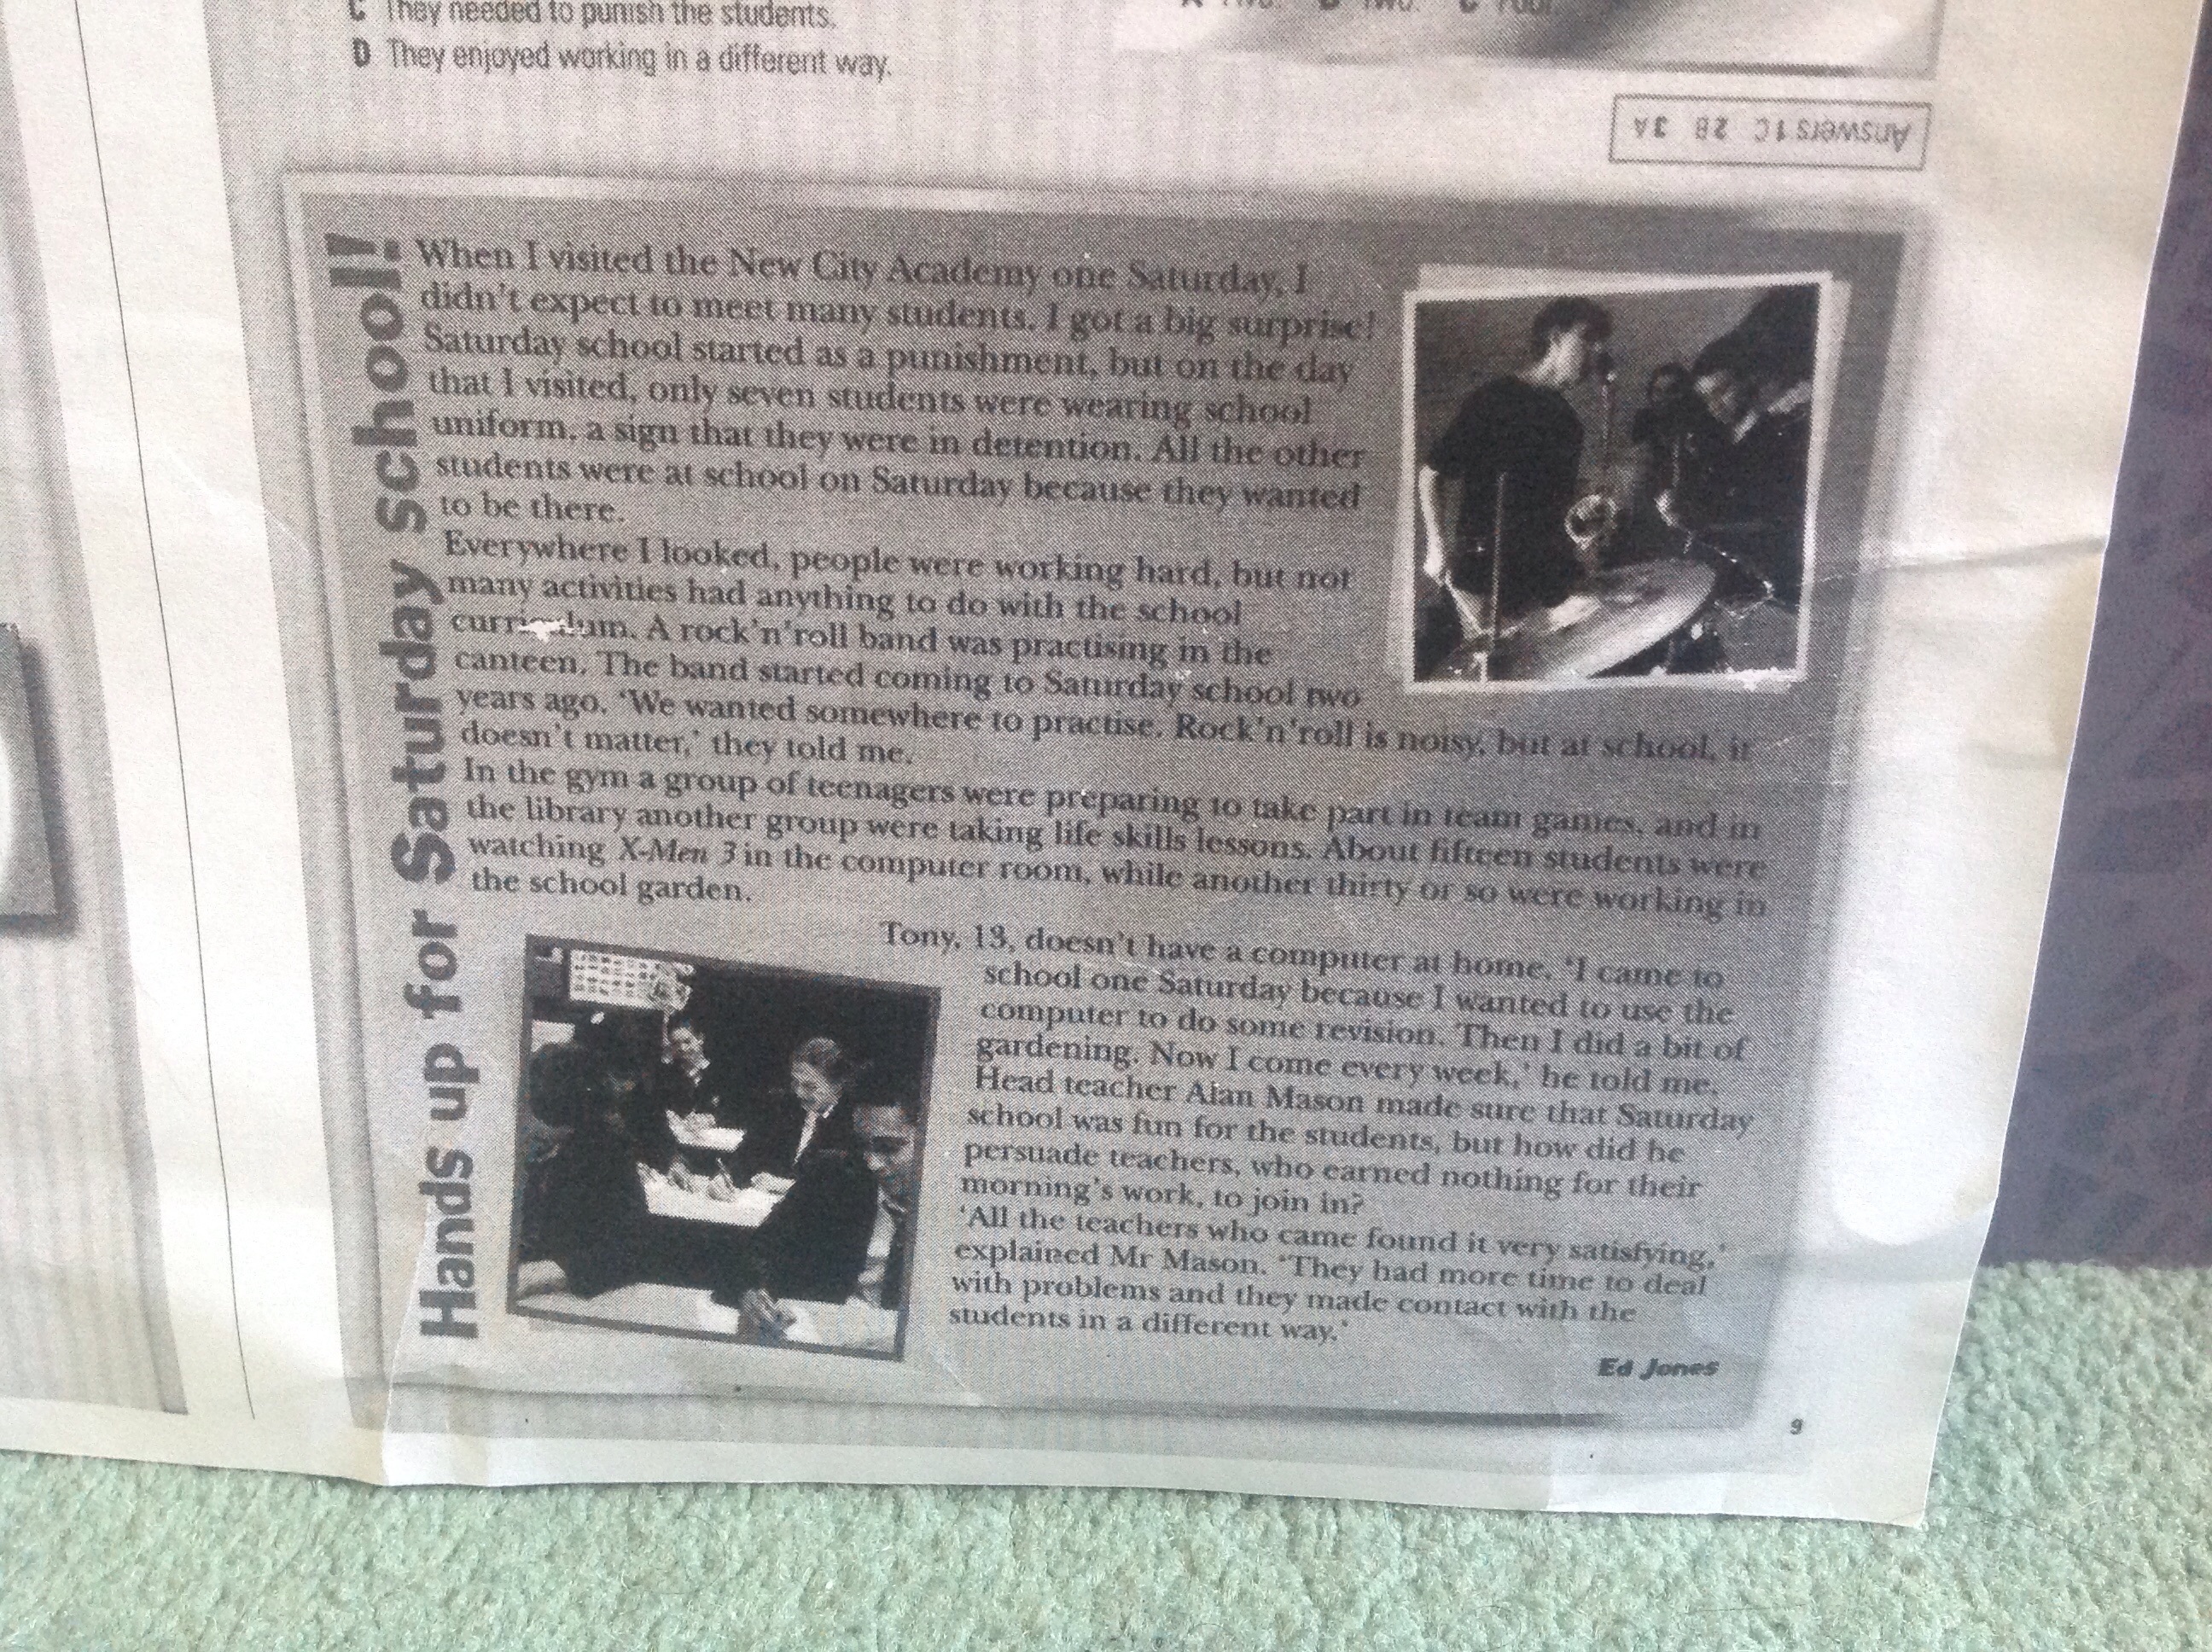 C They needed to punish the students.
D They enjoyed working in a different way.
Answers 1C 2B 3A
Hands up for Saturday school!
When I visited the New City Academy one Saturday, I
didn't expect to meet many students. I got a big surprise!
Saturday school started as a punishment, but on the day
that I visited, only seven students were wearing school
uniform, a sign that they were in detention. All the other
students were at school on Saturday because they wanted
to be there.
Everywhere I looked, people were working hard, but not
many activities had anything to do with the school
curriculum. A rock'n'roll band was practising in the
canteen. The band started coming to Saturday school two
years ago. 'We wanted somewhere to practise. Rock'n'roll is noisy, but at school, it
doesn't matter,' they told me.
In the gym a group of teenagers were preparing to take part in team games, and in
the library another group were taking life skills lessons. About fifteen students were
watching X-Men 3 in the computer room, while another thirty or so were working in
the school garden.
Tony, 13, doesn't have a computer at home. 'I came to
school one Saturday because I wanted to use the
computer to do some revision. Then I did a bit of
gardening. Now I come every week,' he told me.
Head teacher Alan Mason made sure that Saturday
school was fun for the students, but how did he
persuade teachers, who earned nothing for their
morning's work, to join in?
'All the teachers who came found it very satisfying,'
explained Mr Mason. 'They had more time to deal
with problems and they made contact with the
students in a different way.'
Ed Jones
9